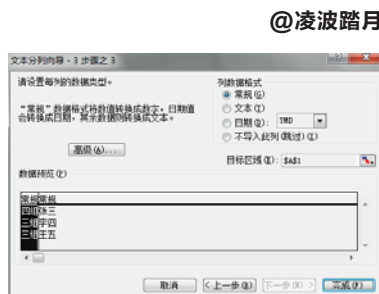 @凌波踏月
文本分列向导 - 3 步骤之 3
请设置每列的数据类型。
“常规”数据格式将数值转换成数字，日期值会转换成日期，其余数据则转换成文本。
高级(A)...
列数据格式
常规(G)
文本(T)
日期(D): YMD
不导入此列(跳过)(I)
目标区域(E): $A$1
数据预览(P)
常规常规
四组张三
三组李四
三组王五
取消
<上一步(B)
下一步(N) >
完成(F)